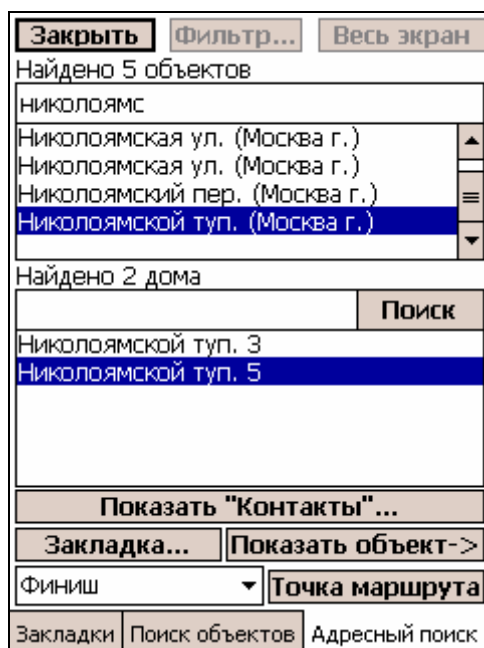 Закрыть Фильтр... Весь экран
Найдено 5 объектов
николоямс
Николоямская ул. (Москва г.)
Николоямская ул. (Москва г.)
Николоямский пер. (Москва г.)
Николоямской туп. (Москва г.)
Найдено 2 дома
Поиск
Николоямской туп. 3
Николоямской туп. 5
Показать "Контакты"...
Закладка... Показать объект->
Финиш Точка маршрута
Закладки Поиск объектов Адресный поиск